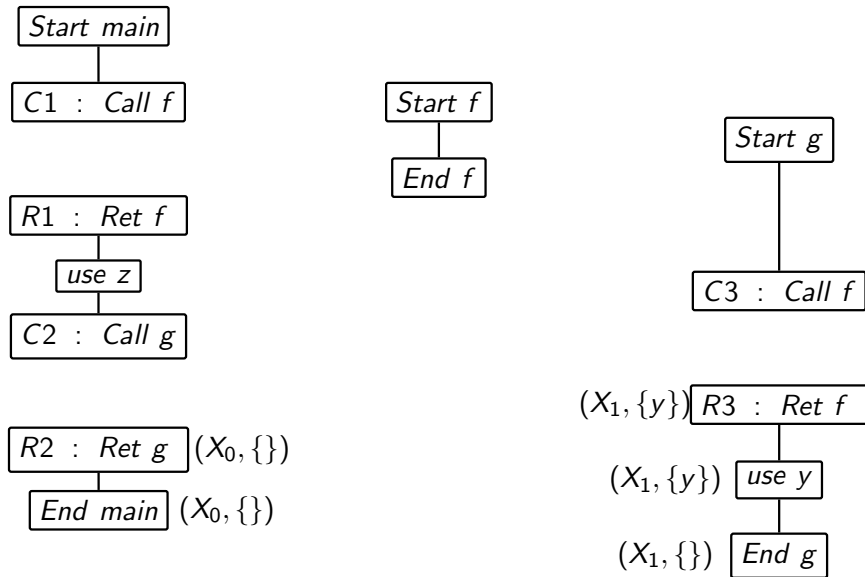 Start main
C1 : Call f
R1 : Ret f
use z
C2 : Call g
R2 : Ret g (X₀, {})
End main (X₀, {})
Start f
End f
Start g
C3 : Call f
(X₁, {y}) R3 : Ret f
(X₁, {y}) use y
(X₁, {}) End g